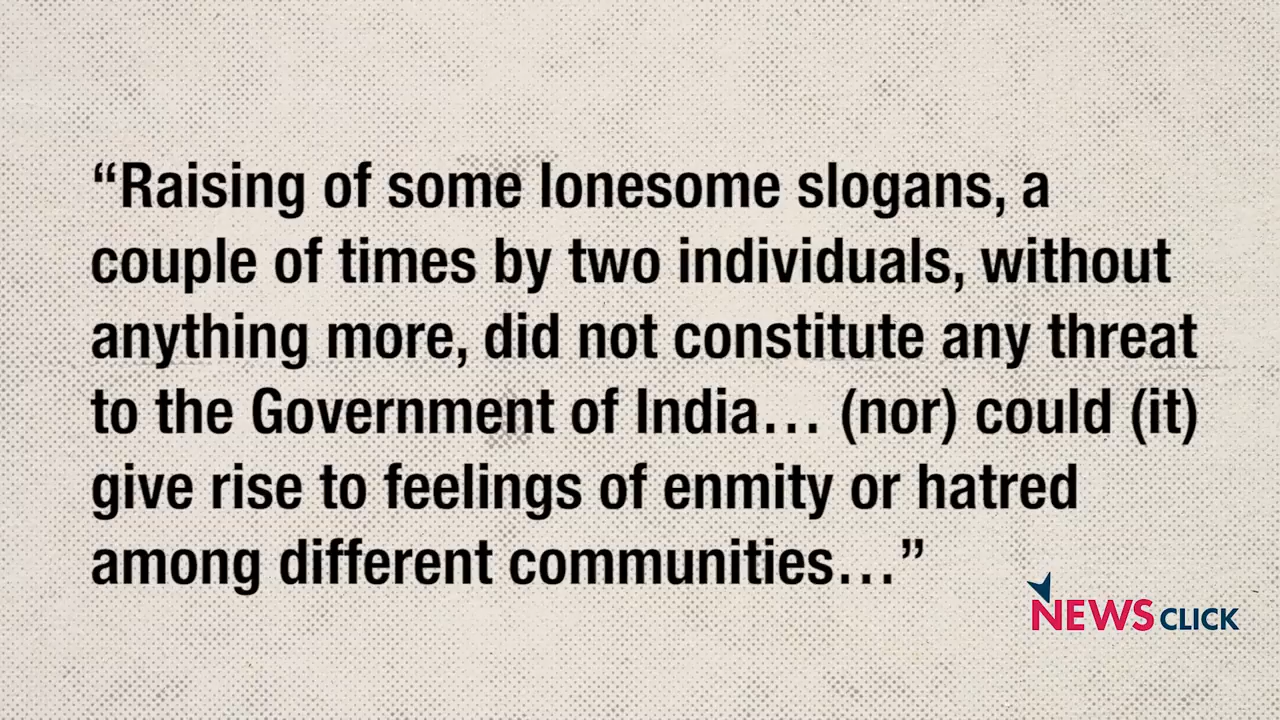 “Raising of some lonesome slogans, a
couple of times by two individuals, without
anything more, did not constitute any threat
to the Government of India… (nor) could (it)
give rise to feelings of enmity or hatred
among different communities…”
NEWS CLICK